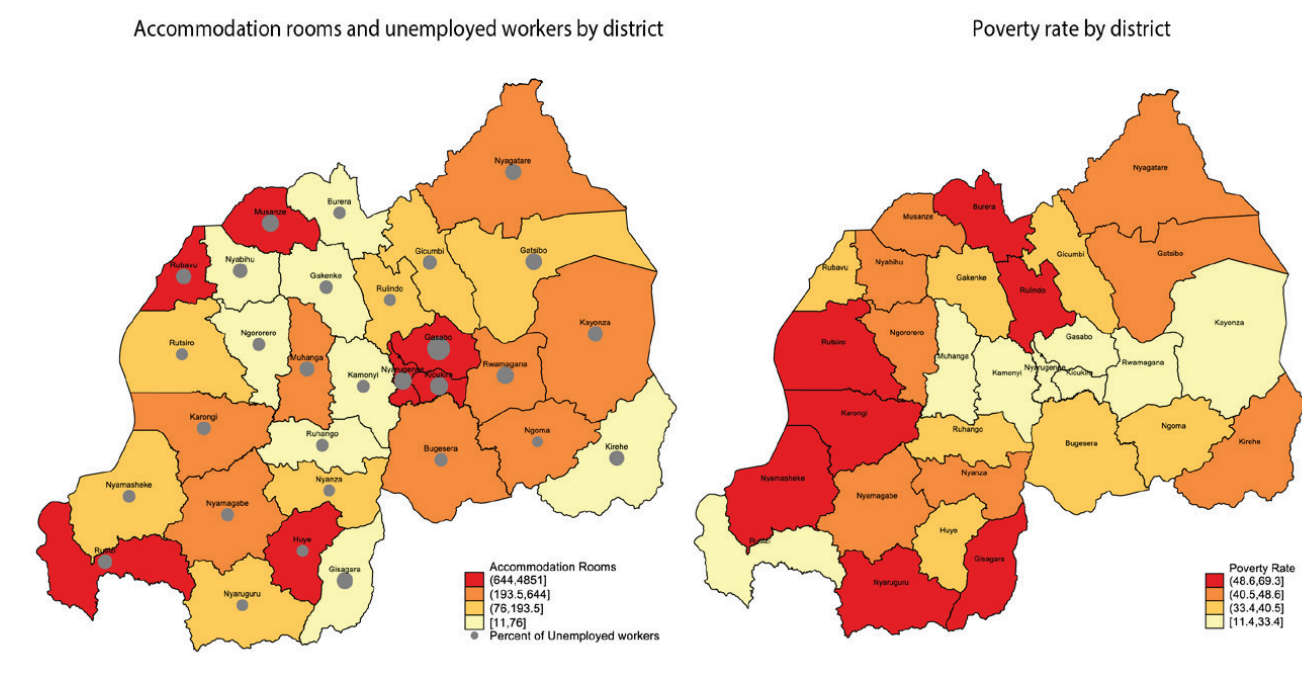 Accommodation rooms and unemployed workers by district
Nyagatare
Burera
Musanze
Gicumbi
Gatsibo
Nyabihu
Rubavu
Gakenke
Rulindo
Kayonza
Ngororero
Gasabo
Rutsiro
Muhanga
Rwamagana
Kamonyi
Nyarugenge
Kicukiro
Karongi
Ruhango
Ngoma
Bugesera
Kirehe
Nyamasheke
Nyanza
Nyamagabe
Huye
Rusizi
Gisagara
Nyaruguru
Accommodation Rooms
(644,4851]
(193.5,644]
(76,193.5]
[11,76]
Percent of Unemployed workers
Poverty rate by district
Nyagatare
Burera
Musanze
Gicumbi
Gatsibo
Nyabihu
Rubavu
Gakenke
Rulindo
Kayonza
Ngororero
Gasabo
Rutsiro
Muhanga
Rwamagana
Kamonyi
Nyarugenge
Kicukiro
Karongi
Ruhango
Ngoma
Bugesera
Kirehe
Nyamasheke
Nyanza
Nyamagabe
Huye
Gisagara
Nyaruguru
Poverty Rate
(48.6,69.3]
(40.5,48.6]
(33.4,40.5]
[11.4,33.4]